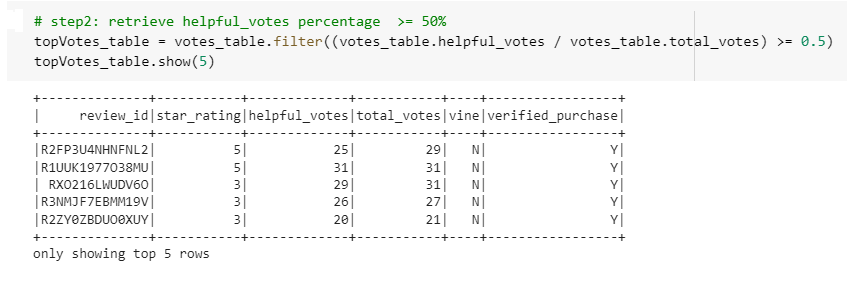 # step2: retrieve helpful_votes percentage  >= 50%
topVotes_table = votes_table.filter((votes_table.helpful_votes / votes_table.total_votes) >= 0.5)
topVotes_table.show(5)
+--------------+-----------+-------------+-----------+----+-----------------+
|     review_id|star_rating|helpful_votes|total_votes|vine|verified_purchase|
+--------------+-----------+-------------+-----------+----+-----------------+
|R2FP3U4NHNFNL2|          5|           25|         29|   N|                Y|
|R1UUK1977O38MU|          5|           31|         31|   N|                Y|
| RXO216LWUDV6O|          3|           29|         31|   N|                Y|
|R3NMJF7EBMM19V|          3|           26|         27|   N|                Y|
|R2ZY0ZBDUO0XUY|          3|           20|         21|   N|                Y|
+--------------+-----------+-------------+-----------+----+-----------------+
only showing top 5 rows